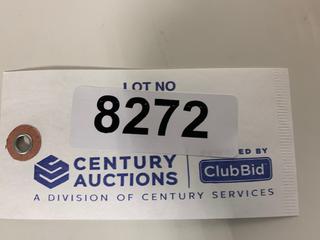 LOT NO
8272
CENTURY AUCTIONS
ED BY
ClubBid
A DIVISION OF CENTURY SERVICES